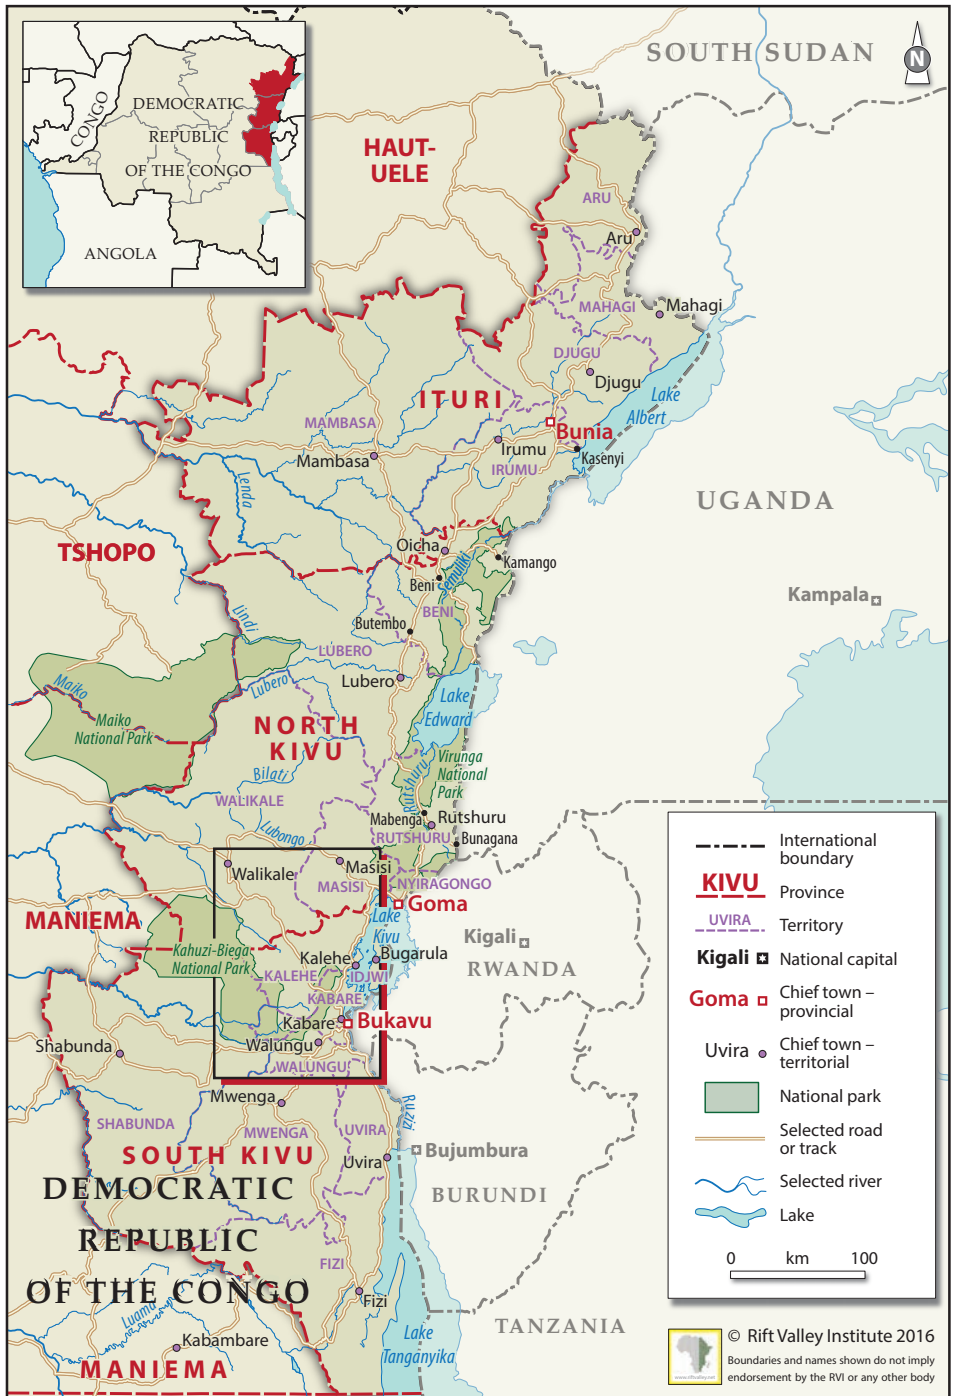 SOUTH SUDAN
N
DEMOCRATIC
REPUBLIC
OF THE CONGO
CONGO
ANGOLA
HAUT-
UELE
ARU
Aru
MAHAGI
Mahagi
DJUGU
Djugu
Lake
Albert
ITURI
MAMBASA
Mambasa
Bunia
Irumu
IRUMU
Kasenyi
Lenda
UGANDA
TSHOPO
Oicha
Semuliki
Kamango
Beni
BENI
Kampala
Lindi
Butembo
LUBERO
Lubero
Lubero
Maiko
Maiko
National Park
Lake
Edward
NORTH
KIVU
Bilati
Virunga
National
Park
Rutshuru
WALIKALE
Mabenga
Rutshuru
Lubongo
RUTSHURU
Bunagana
Walikale
Masisi
MASISI
NYIRAGONGO
Goma
MANIEMA
Lake
Kivu
Kigali
RWANDA
Kahuzi-Biega
National Park
Kalehe
Bugarula
KALEHE
IDJWI
KABARE
Kabare
Bukavu
Walungu
WALUNGU
Shabunda
Mwenga
SHABUNDA
MWENGA
UVIRA
Ruzizi
Uvira
Bujumbura
BURUNDI
SOUTH KIVU
DEMOCRATIC
REPUBLIC
OF THE CONGO
FIZI
Fizi
Luama
Kabambare
MANIEMA
Lake
Tanganyika
TANZANIA
International
boundary
KIVU
Province
UVIRA
Territory
Kigali
National capital
Goma
Chief town –
provincial
Uvira
Chief town –
territorial
National park
Selected road
or track
Selected river
Lake
0 km 100
© Rift Valley Institute 2016
Boundaries and names shown do not imply
endorsement by the RVI or any other body
www.riftvalley.net